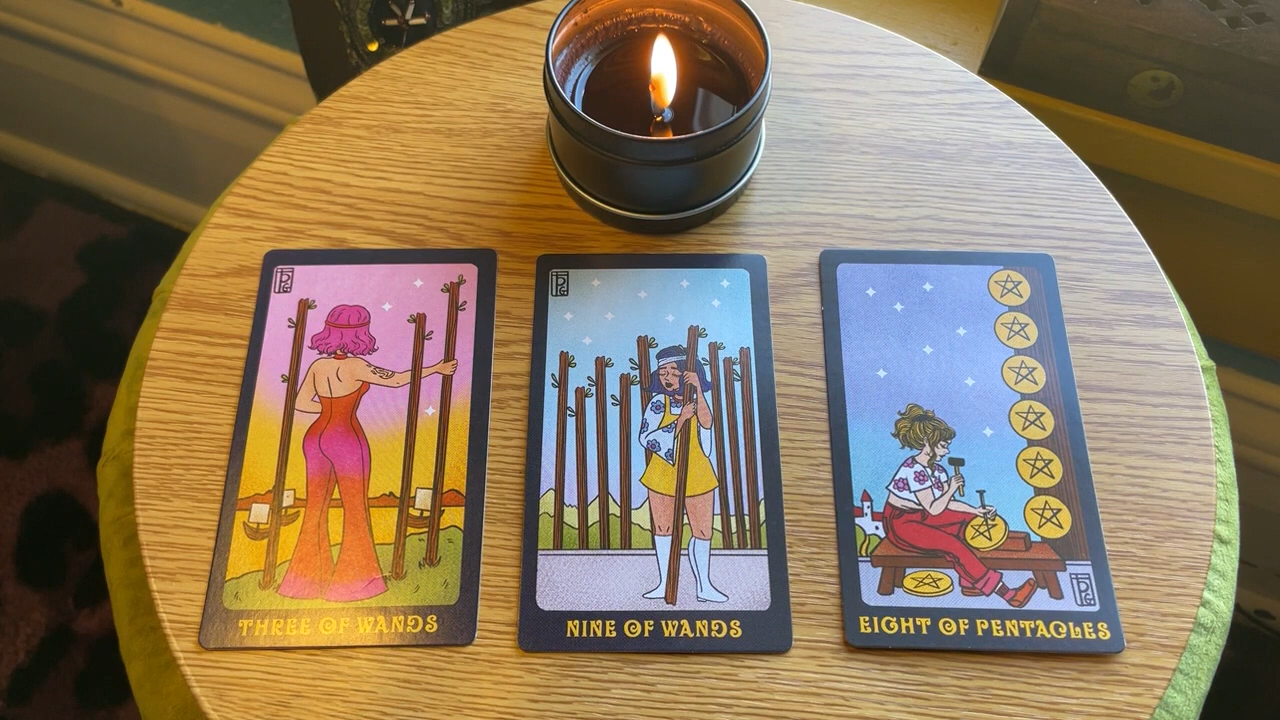 THREE OF WANDS
NINE OF WANDS
EIGHT OF PENTACLES